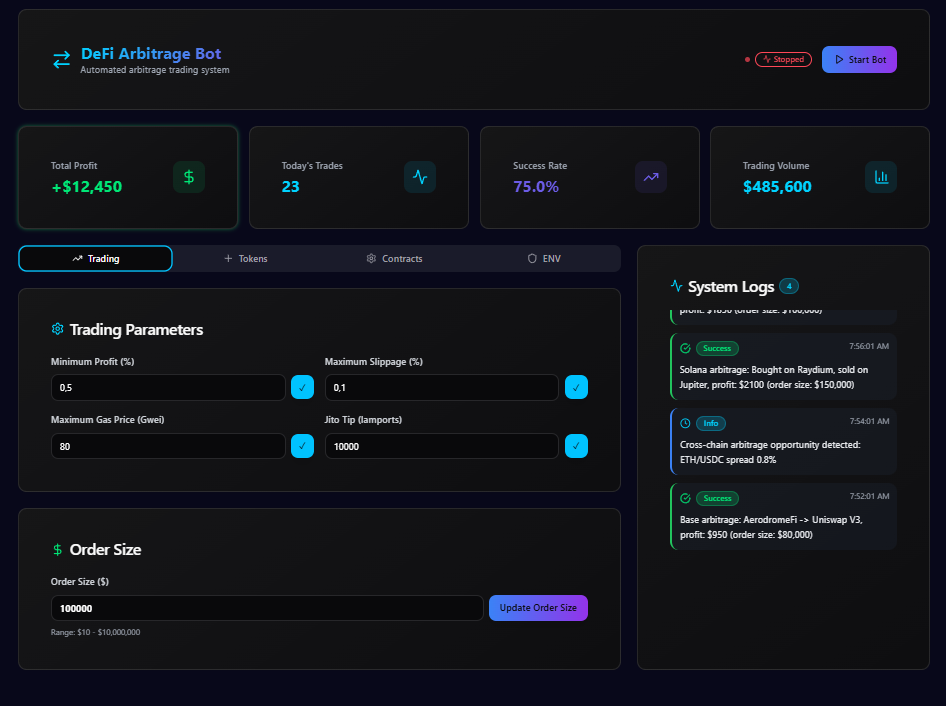 DeFi Arbitrage Bot
Automated arbitrage trading system
Stopped
Start Bot
Total Profit
+$12,450
Today's Trades
23
Success Rate
75.0%
Trading Volume
$485,600
Trading
Tokens
Contracts
ENV
Trading Parameters
Minimum Profit (%)
0,5
Maximum Slippage (%)
0,1
Maximum Gas Price (Gwei)
80
Jito Tip (lamports)
10000
Order Size
Order Size ($)
100000
Update Order Size
Range: $10 - $10,000,000
System Logs
4
profit: $1850 (order size: $100,000)
Success
7:56:01 AM
Solana arbitrage: Bought on Raydium, sold on
Jupiter, profit: $2100 (order size: $150,000)
Info
7:54:01 AM
Cross-chain arbitrage opportunity detected:
ETH/USDC spread 0.8%
Success
7:52:01 AM
Base arbitrage: AerodromeFi -> Uniswap V3,
profit: $950 (order size: $80,000)